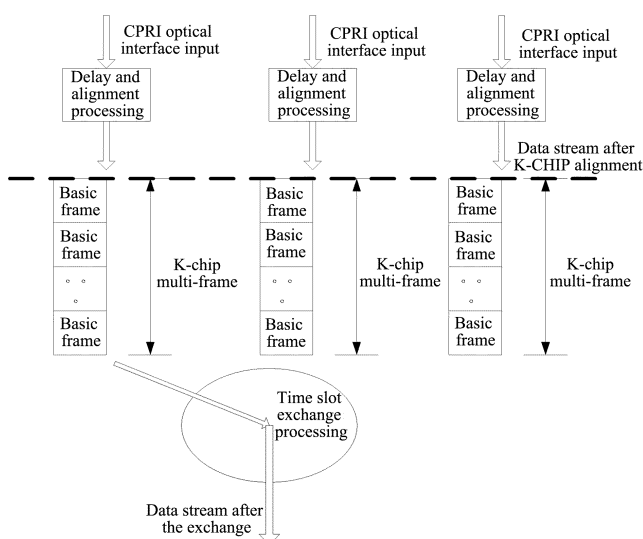 CPRI optical
interface input
CPRI optical
interface input
CPRI optical
interface input
Delay and
alignment
processing
Delay and
alignment
processing
Delay and
alignment
processing
Data stream after
K-CHIP alignment
Basic
frame
Basic
frame
Basic
frame
K-chip
multi-frame
Basic
frame
Basic
frame
K-chip
multi-frame
Basic
frame
Basic
frame
Basic
frame
K-chip
multi-frame
Basic
frame
Time slot
exchange
processing
Data stream after
the exchange